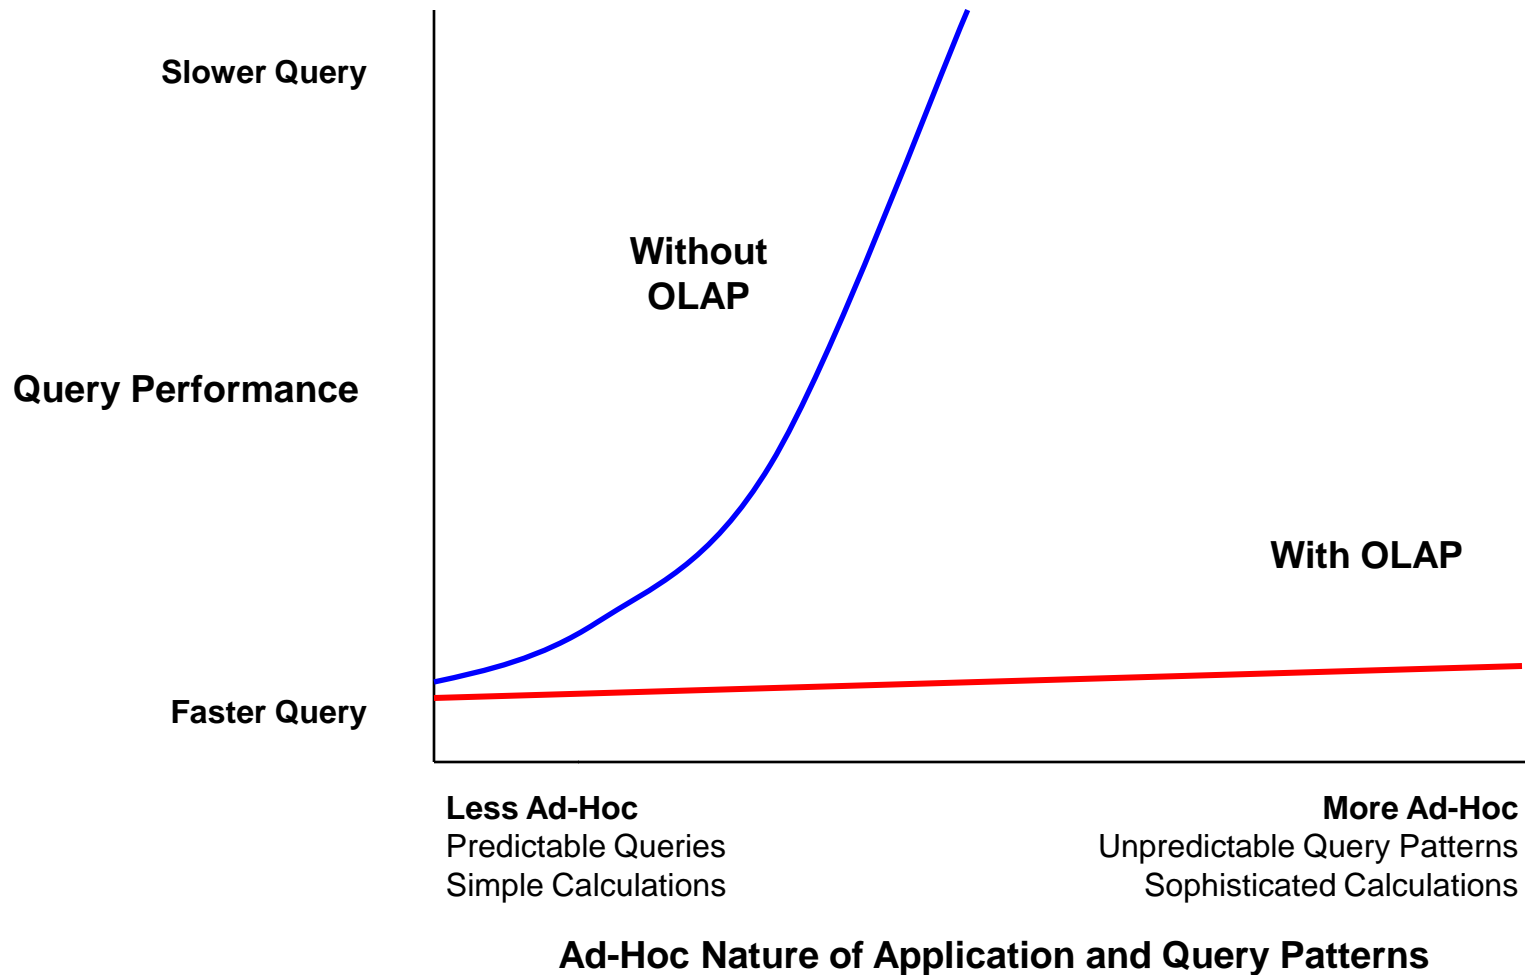 Slower Query
Without
OLAP
Query Performance
With OLAP
Faster Query
Less Ad-Hoc
Predictable Queries
Simple Calculations
More Ad-Hoc
Unpredictable Query Patterns
Sophisticated Calculations
Ad-Hoc Nature of Application and Query Patterns